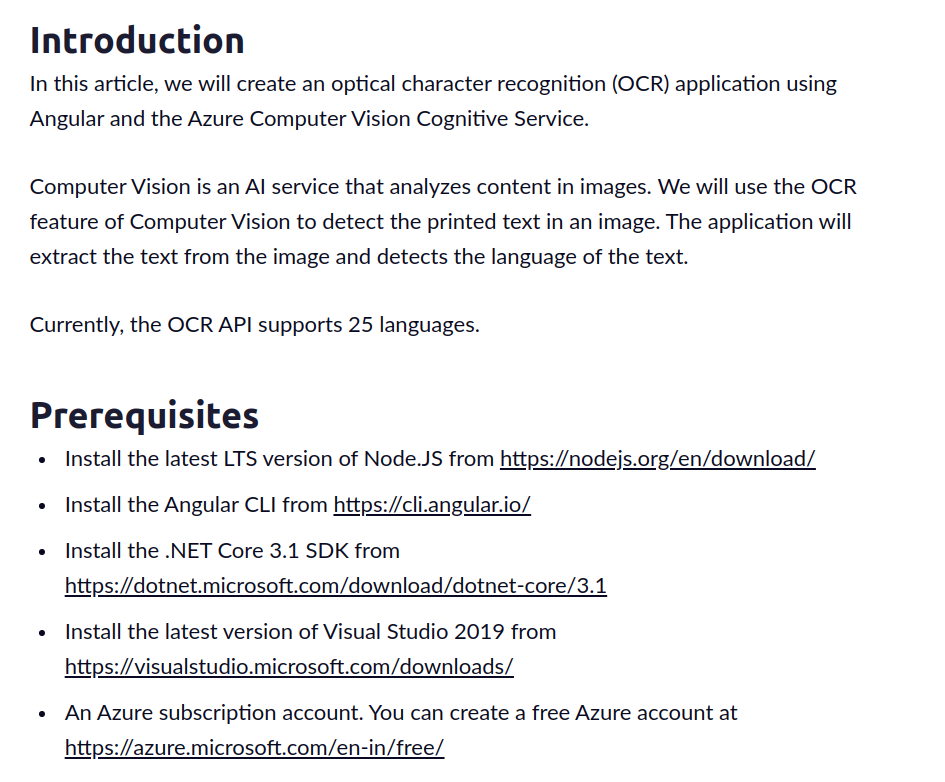 Introduction
In this article, we will create an optical character recognition (OCR) application using
Angular and the Azure Computer Vision Cognitive Service.
Computer Vision is an AI service that analyzes content in images. We will use the OCR
feature of Computer Vision to detect the printed text in an image. The application will
extract the text from the image and detects the language of the text.
Currently, the OCR API supports 25 languages.
Prerequisites
• Install the latest LTS version of Node.JS from https://nodejs.org/en/download/
• Install the Angular CLI from https://cli.angular.io/
• Install the .NET Core 3.1 SDK from
https://dotnet.microsoft.com/download/dotnet-core/3.1
• Install the latest version of Visual Studio 2019 from
https://visualstudio.microsoft.com/downloads/
• An Azure subscription account. You can create a free Azure account at
https://azure.microsoft.com/en-in/free/